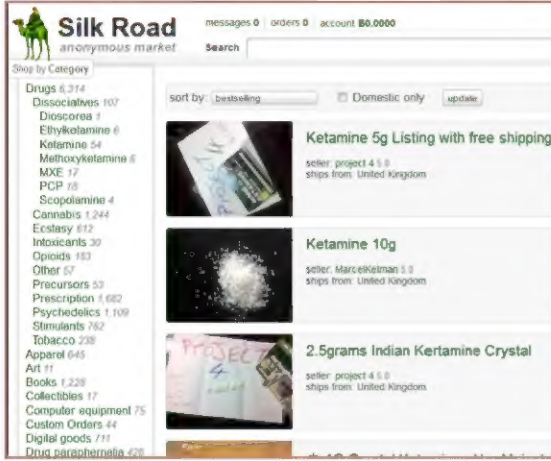 Silk Road
anonymous market
messages 0 orders 0 account ฿0.0000
Search
Shop by Category
Drugs 6,314
Dissociatives 107
Dioscorea 1
Ethylketamine 6
Ketamine 54
Methoxyketamine 6
MXE 17
PCP 18
Scopolamine 4
Cannabis 1,244
Ecstasy 612
Intoxicants 30
Opioids 183
Other 57
Precursors 53
Prescription 1,682
Psychedelics 1,109
Stimulants 762
Tobacco 238
Apparel 645
Art 11
Books 1,228
Collectibles 17
Computer equipment 75
Custom Orders 44
Digital goods 711
Drug paraphernalia 426
sort by: bestselling Domestic only update
Ketamine 5g Listing with free shipping
seller: project 4 5.0
ships from: United Kingdom
Ketamine 10g
seller: MarcelKetman 5.0
ships from: United Kingdom
PROJECT
4
2.5grams Indian Kertamine Crystal
seller: project 4 5.0
ships from: United Kingdom